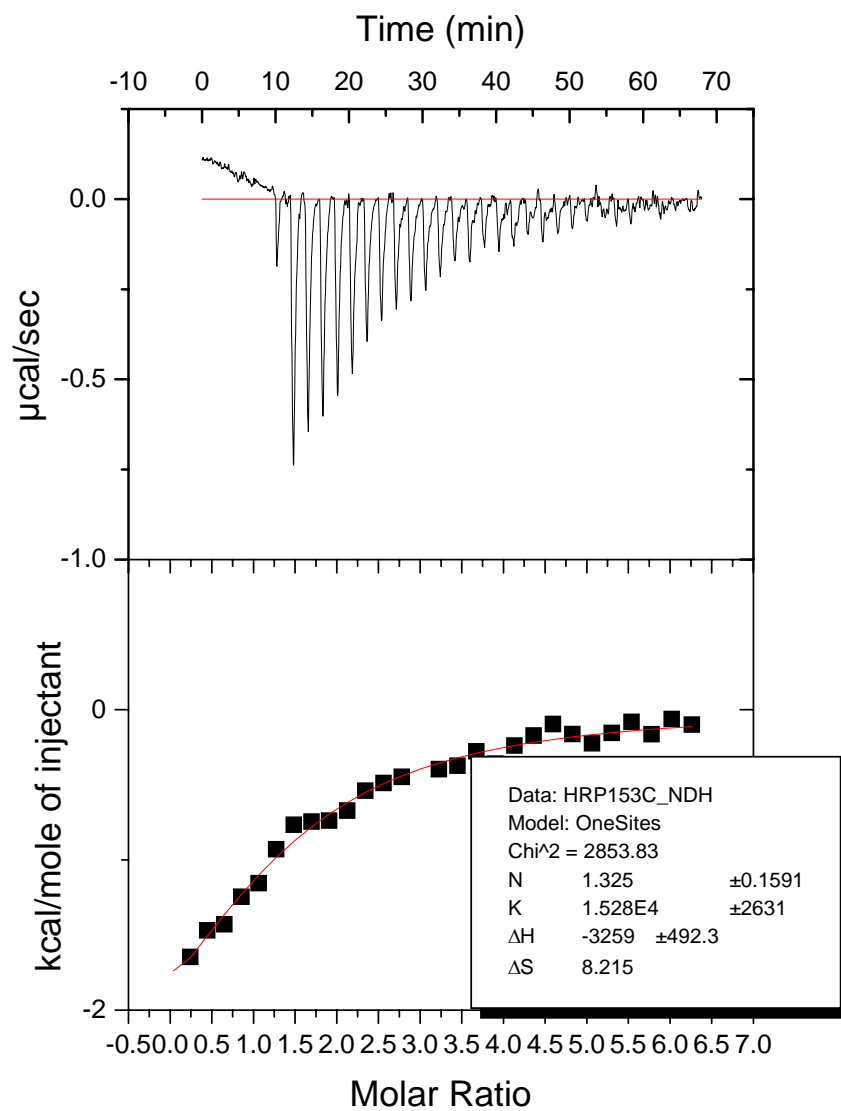 Time (min)
-10 0 10 20 30 40 50 60 70
0.0
-0.5
-1.0
µcal/sec
0
-2
kcal/mole of injectant
Data: HRP153C_NDH
Model: OneSites
Chi^2 = 2853.83
N 1.325 ±0.1591
K 1.528E4 ±2631
ΔH -3259 ±492.3
ΔS 8.215
-0.5 0.0 0.5 1.0 1.5 2.0 2.5 3.0 3.5 4.0 4.5 5.0 5.5 6.0 6.5 7.0
Molar Ratio